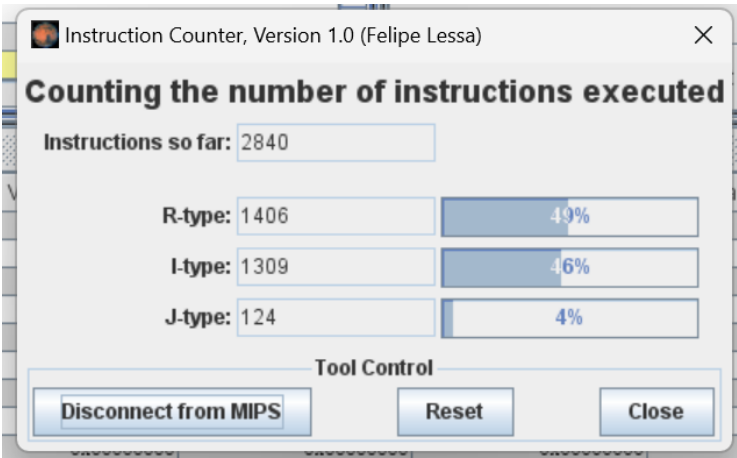 Instruction Counter, Version 1.0 (Felipe Lessa)
Counting the number of instructions executed
Instructions so far: 2840
R-type: 1406 49%
I-type: 1309 46%
J-type: 124 4%
Tool Control
Disconnect from MIPS Reset Close